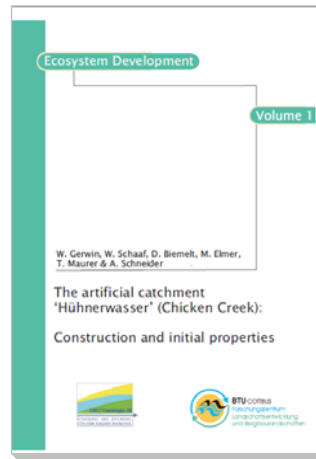 Ecosystem Development
Volume 1
W. Gerwin, W. Schaaf, D. Biemelt, M. Elmer,
T. Maurer & A. Schneider
The artificial catchment
‘Hühnerwasser’ (Chicken Creek):
Construction and initial properties
BTU Cottbus
Forschungszentrum
Landschaftsentwicklung
und Bergbaulandschaften